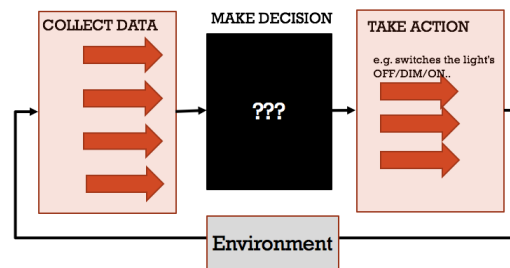 COLLECT DATA
MAKE DECISION
TAKE ACTION
e.g. switches the light's
OFF/DIM/ON..
???
Environment